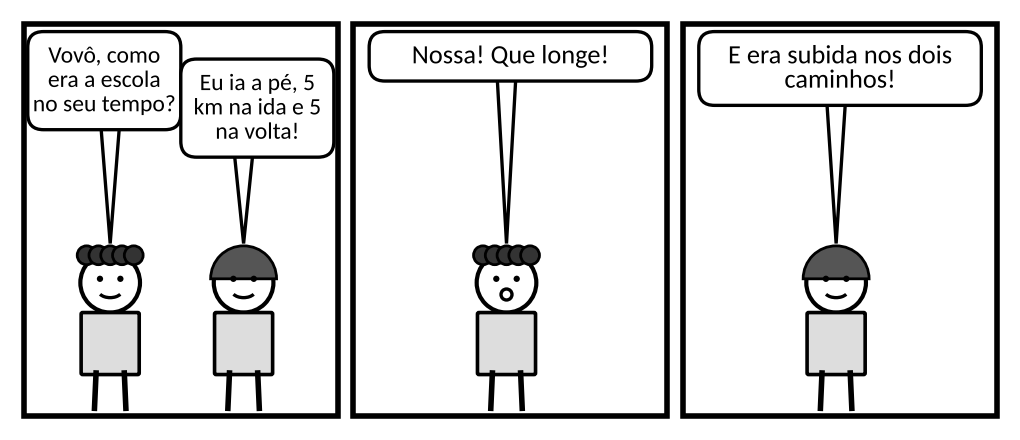 Vovô, como
era a escola
no seu tempo?
Eu ia a pé, 5
km na ida e 5
na volta!
Nossa! Que longe!
E era subida nos dois
caminhos!